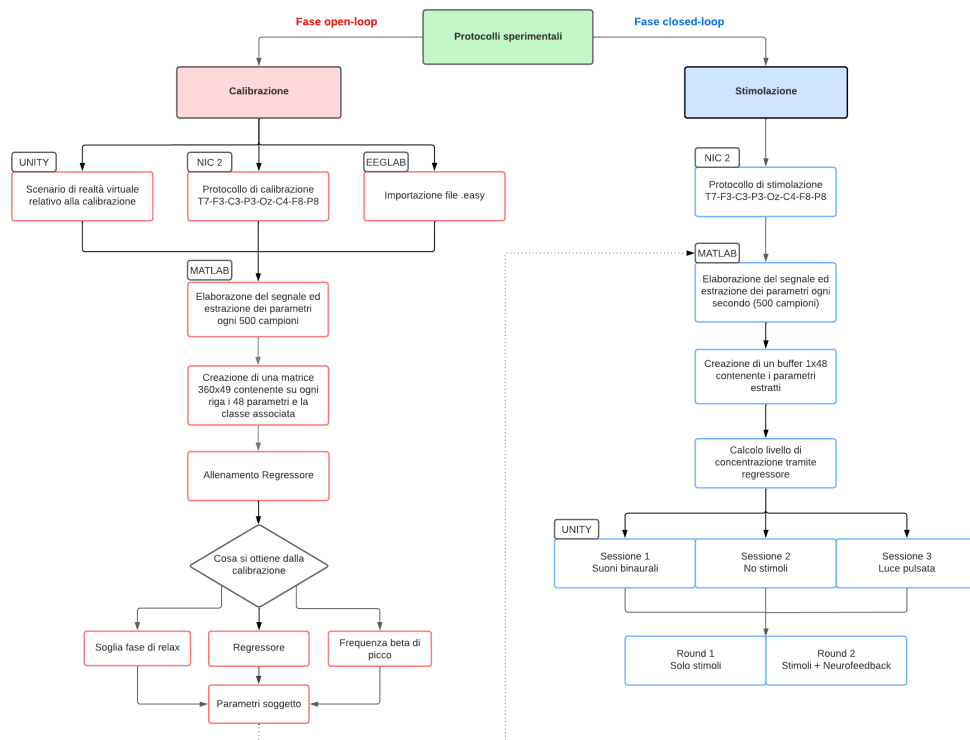 Fase open-loop
Fase closed-loop
Protocolli sperimentali
Calibrazione
Stimolazione
UNITY
Scenario di realtà virtuale
relativo alla calibrazione
NIC 2
Protocollo di calibrazione
T7-F3-C3-P3-Oz-C4-F8-P8
EEGLAB
Importazione file .easy
MATLAB
Elaborazone del segnale ed
estrazione dei parametri
ogni 500 campioni
Creazione di una matrice
360x49 contenente su ogni
riga i 48 parametri e la
classe associata
Allenamento Regressore
Cosa si ottiene dalla
calibrazione
Soglia fase di relax
Regressore
Frequenza beta di
picco
Parametri soggetto
NIC 2
Protocollo di stimolazione
T7-F3-C3-P3-Oz-C4-F8-P8
MATLAB
Elaborazione del segnale ed
estrazione dei parametri ogni
secondo (500 campioni)
Creazione di un buffer 1x48
contenente i parametri
estratti
Calcolo livello di
concentrazione tramite
regressore
UNITY
Sessione 1
Suoni binaurali
Sessione 2
No stimoli
Sessione 3
Luce pulsata
Round 1
Solo stimoli
Round 2
Stimoli + Neurofeedback